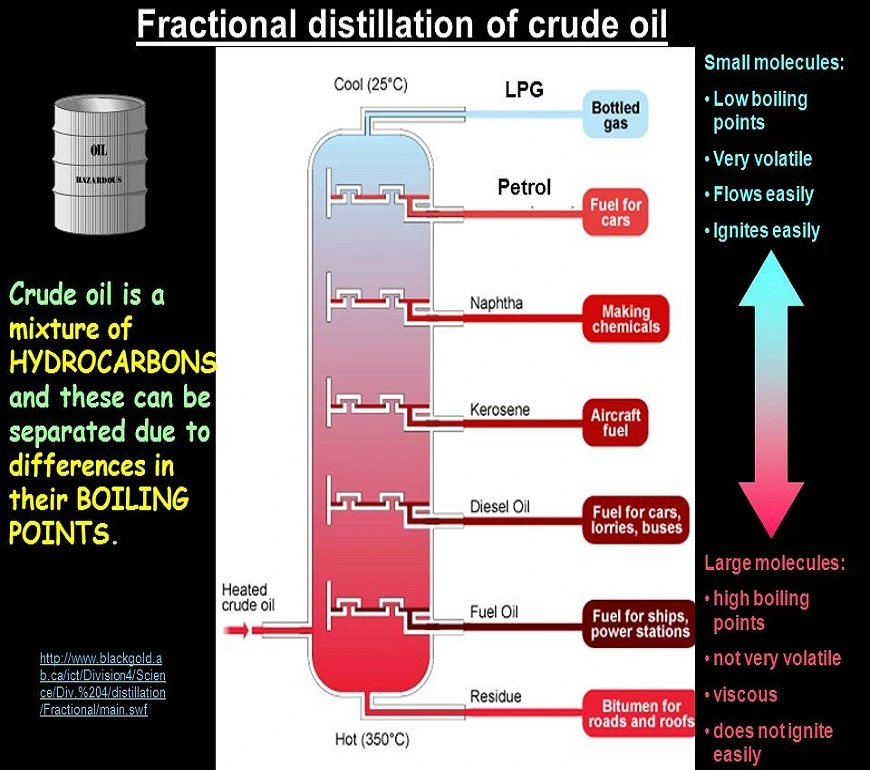 Fractional distillation of crude oil
OIL
HAZARDOUS
Crude oil is a
mixture of
HYDROCARBONS
and these can be
separated due to
differences in
their BOILING
POINTS.
http://www.blackgold.a
b.ca/ict/Division4/Scien
ce/Div.%204/distillation
/Fractional/main.swf
Cool (25°C)
LPG
Bottled
gas
Petrol
Fuel for
cars
Naphtha
Making
chemicals
Kerosene
Aircraft
fuel
Diesel Oil
Fuel for cars,
lorries, buses
Heated
crude oil
Fuel Oil
Fuel for ships,
power stations
Residue
Bitumen for
roads and roofs
Hot (350°C)
Small molecules:
• Low boiling
points
• Very volatile
• Flows easily
• Ignites easily
Large molecules:
• high boiling
points
• not very volatile
• viscous
• does not ignite
easily